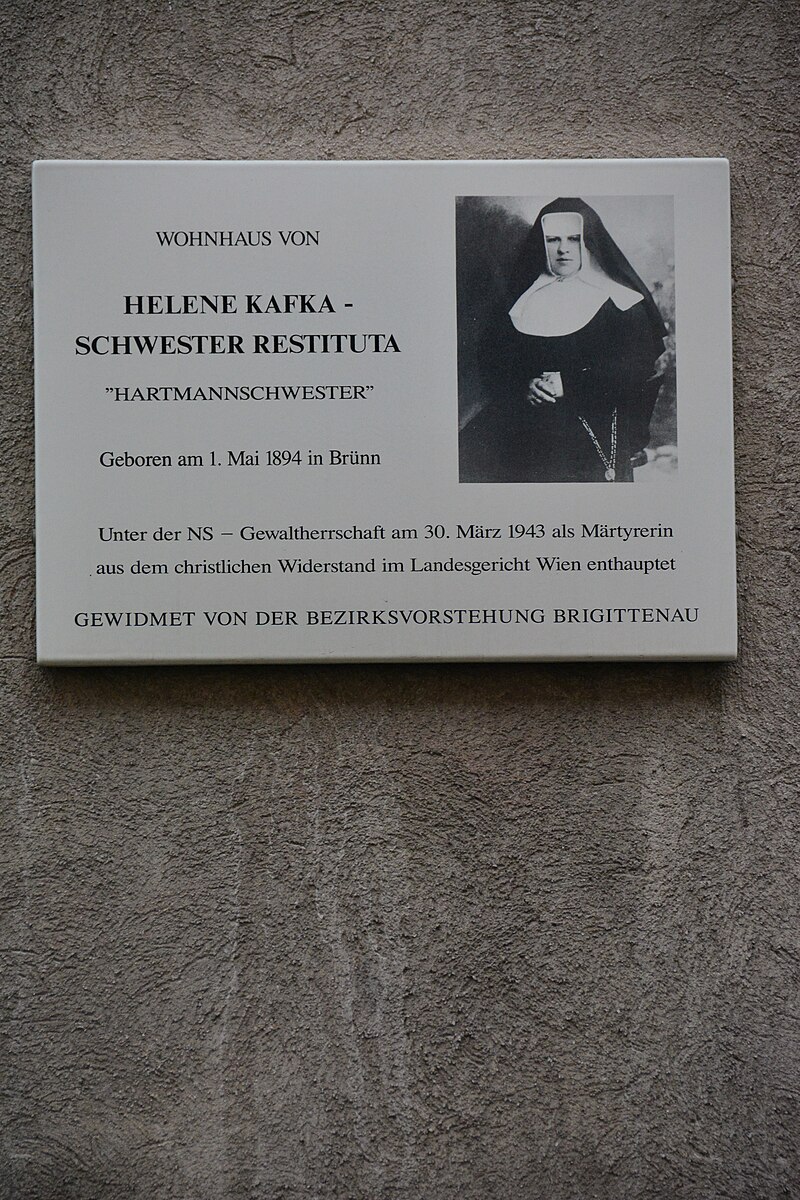 WOHNHAUS VON
HELENE KAFKA -
SCHWESTER RESTITUTA
"HARTMANNSCHWESTER"
Geboren am 1. Mai 1894 in Brünn
Unter der NS – Gewaltherrschaft am 30. März 1943 als Märtyrerin
aus dem christlichen Widerstand im Landesgericht Wien enthauptet
GEWIDMET VON DER BEZIRKSVORSTEHUNG BRIGITTENAU